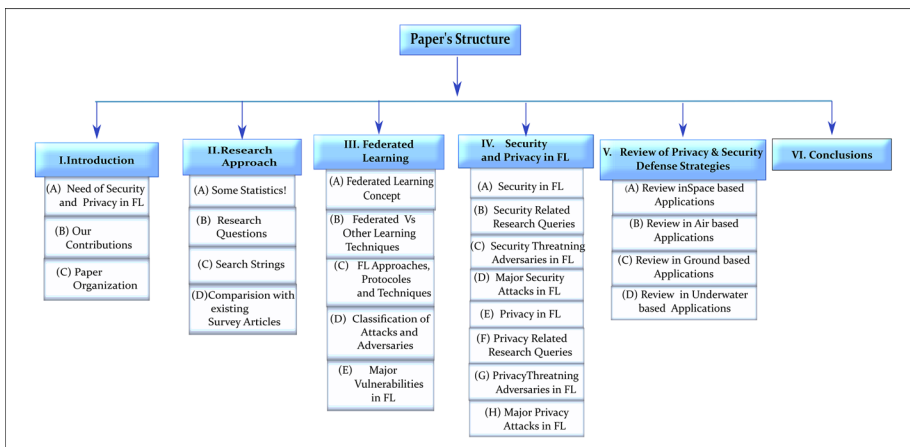 Paper's Structure
I.Introduction
(A) Need of Security
and Privacy in FL
(B) Our
Contributions
(C) Paper
Organization
II.Research
Approach
(A) Some Statistics!
(B) Research
Questions
(C) Search Strings
(D)Comparision with
existing
Survey Articles
III. Federated
Learning
(A) Federated Learning
Concept
(B) Federated Vs
Other Learning
Techniques
(C) FL Approaches,
Protocoles
and Techniques
(D) Classification of
Attacks and
Adversaries
(E) Major
Vulnerabilities
in FL
IV. Security
and Privacy in FL
(A) Security in FL
(B) Security Related
Research Queries
(C) Security Threatning
Adversaries in FL
(D) Major Security
Attacks in FL
(E) Privacy in FL
(F) Privacy Related
Research Queries
(G) PrivacyThreatning
Adversaries in FL
(H) Major Privacy
Attacks in FL
V. Review of Privacy & Security
Defense Strategies
(A) Review inSpace based
Applications
(B) Review in Air based
Applications
(C) Review in Ground based
Applications
(D) Review in Underwater
based Applications
VI. Conclusions